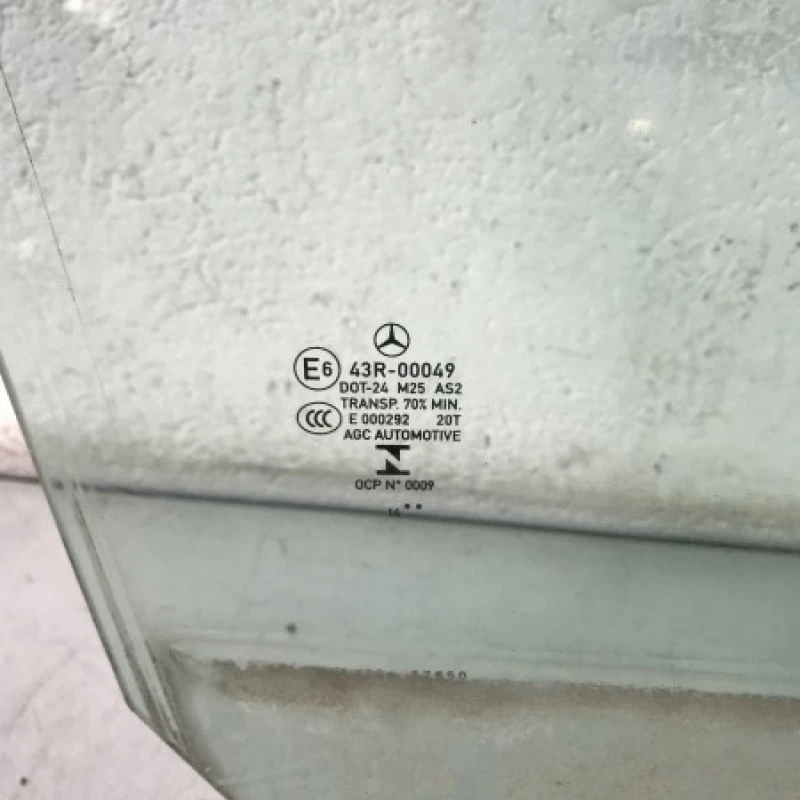 E6 43R-00049
DOT-24 M25 AS2
TRANSP. 70% MIN.
CCC E 000292 20T
AGC AUTOMOTIVE
N
OCP N° 0009
14 ••